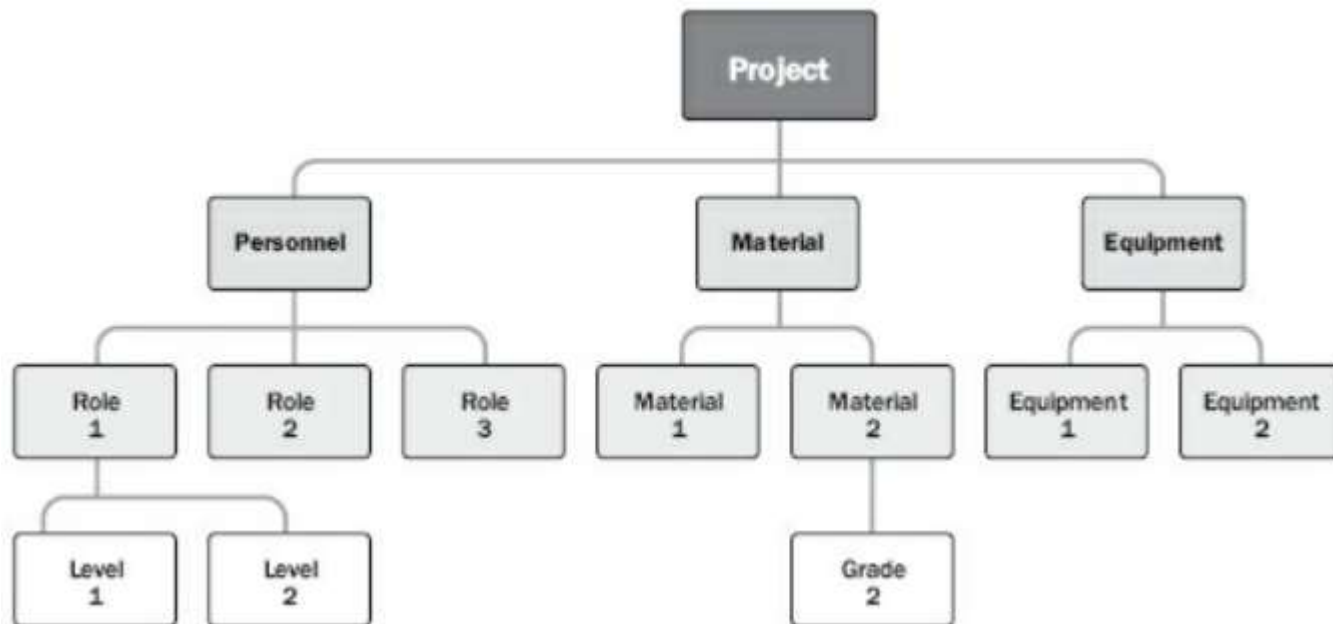 Project
Personnel
Material
Equipment
Role
1
Role
2
Role
3
Material
1
Material
2
Equipment
1
Equipment
2
Level
1
Level
2
Grade
2